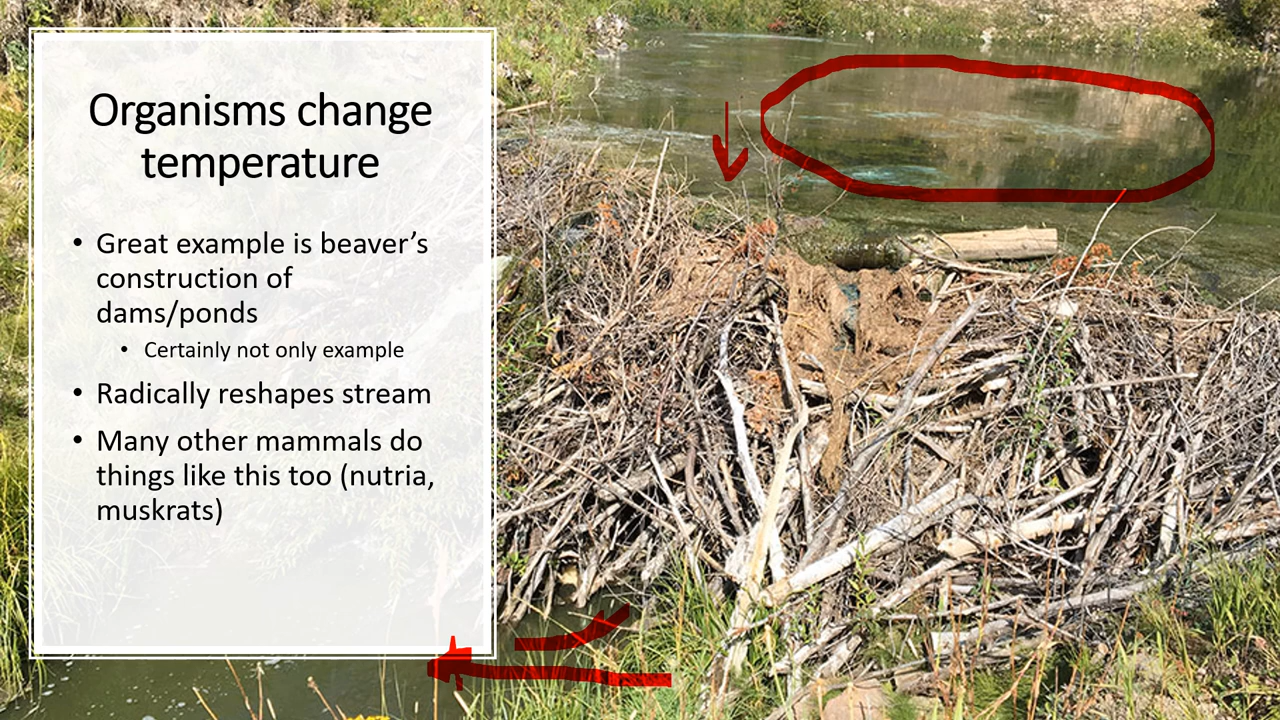 Organisms change
temperature
• Great example is beaver’s
construction of
dams/ponds
• Certainly not only example
• Radically reshapes stream
• Many other mammals do
things like this too (nutria,
muskrats)